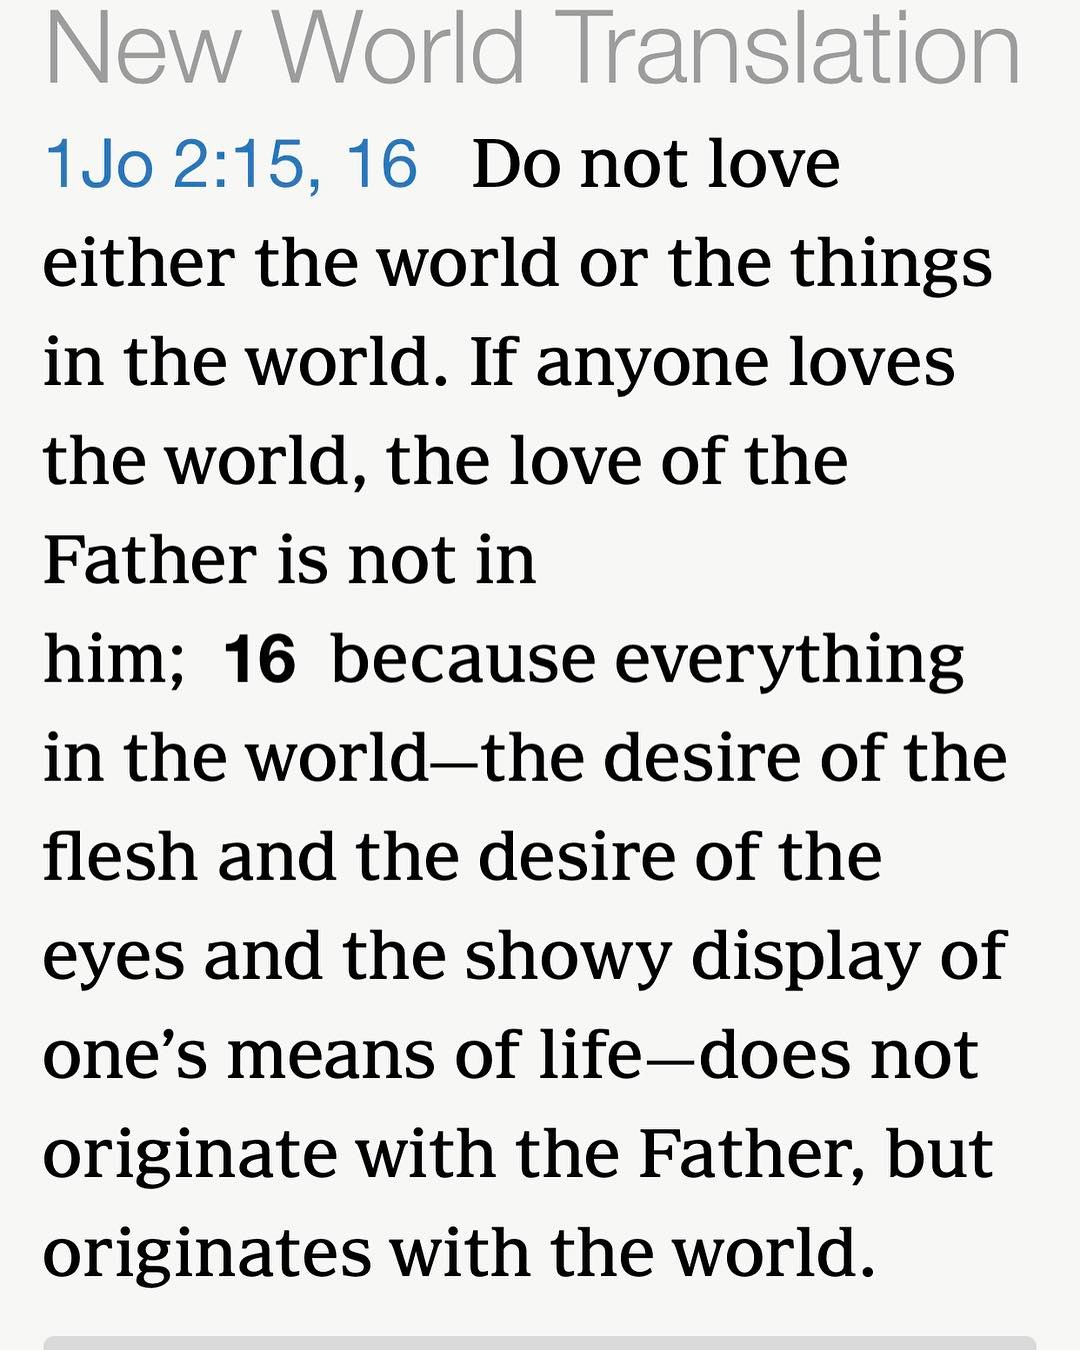 New World Translation
1Jo 2:15, 16 Do not love
either the world or the things
in the world. If anyone loves
the world, the love of the
Father is not in
him; 16 because everything
in the world—the desire of the
flesh and the desire of the
eyes and the showy display of
one’s means of life—does not
originate with the Father, but
originates with the world.